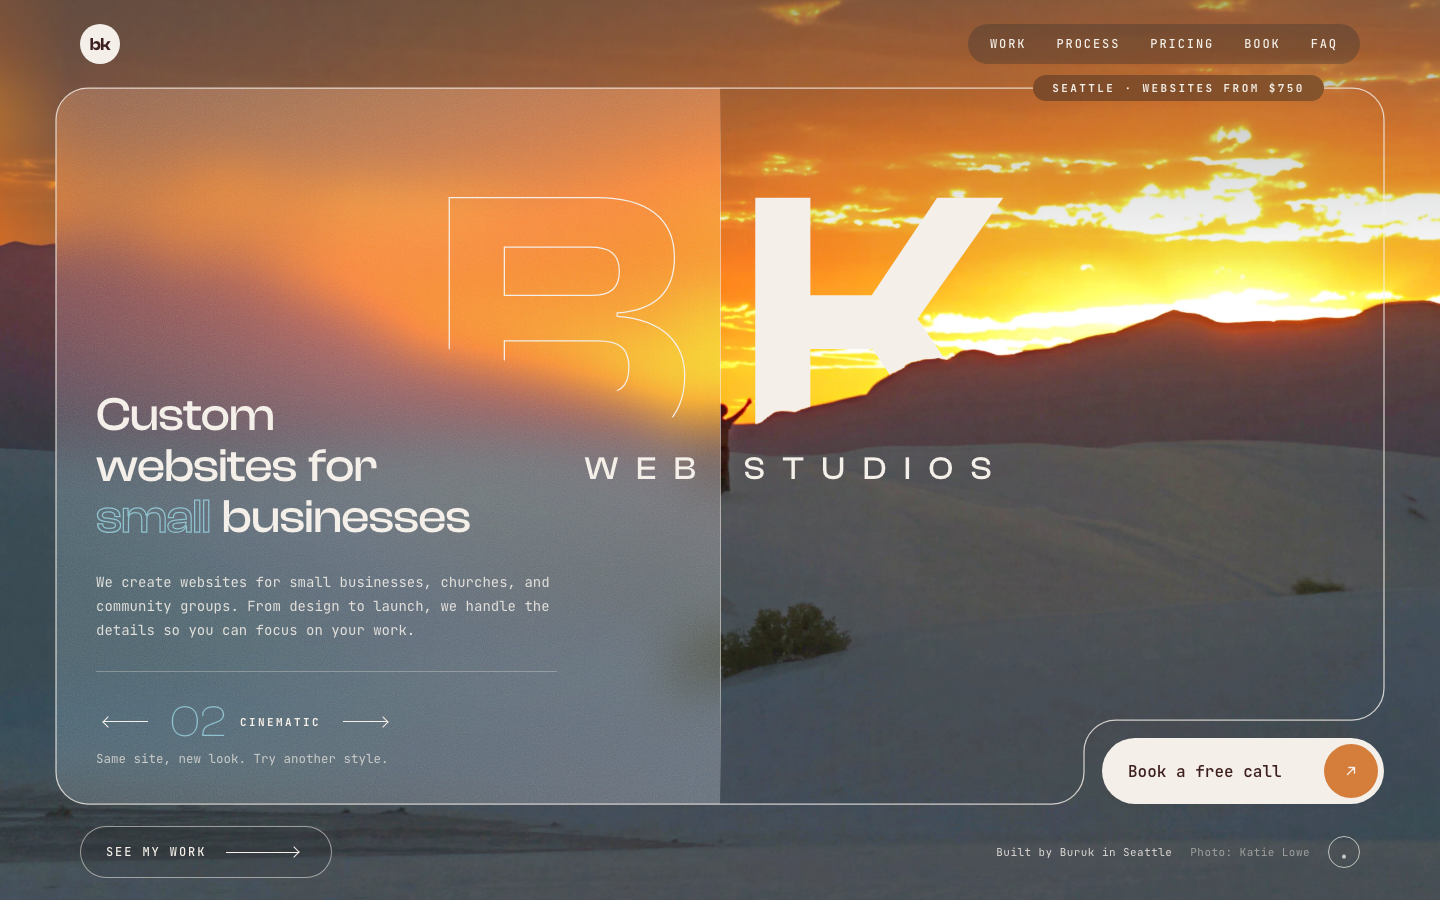 bk
WORK PROCESS PRICING BOOK FAQ
SEATTLE · WEBSITES FROM $750
BK
WEB STUDIOS
Custom
websites for
small businesses
We create websites for small businesses, churches, and
community groups. From design to launch, we handle the
details so you can focus on your work.
02 CINEMATIC
Same site, new look. Try another style.
Book a free call
SEE MY WORK
Built by Buruk in Seattle Photo: Katie Lowe